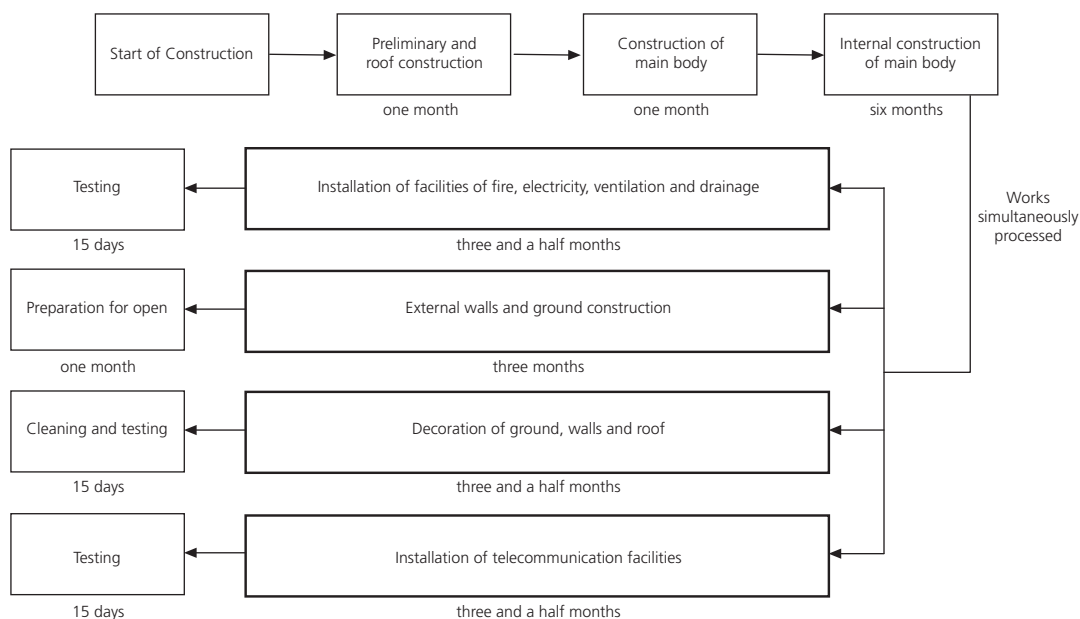 Start of Construction
Preliminary and
roof construction
Construction of
main body
Internal construction
of main body
one month
one month
six months
Testing
Installation of facilities of fire, electricity, ventilation and drainage
Works
simultaneously
processed
15 days
three and a half months
Preparation for open
External walls and ground construction
one month
three months
Cleaning and testing
Decoration of ground, walls and roof
15 days
three and a half months
Testing
Installation of telecommunication facilities
15 days
three and a half months